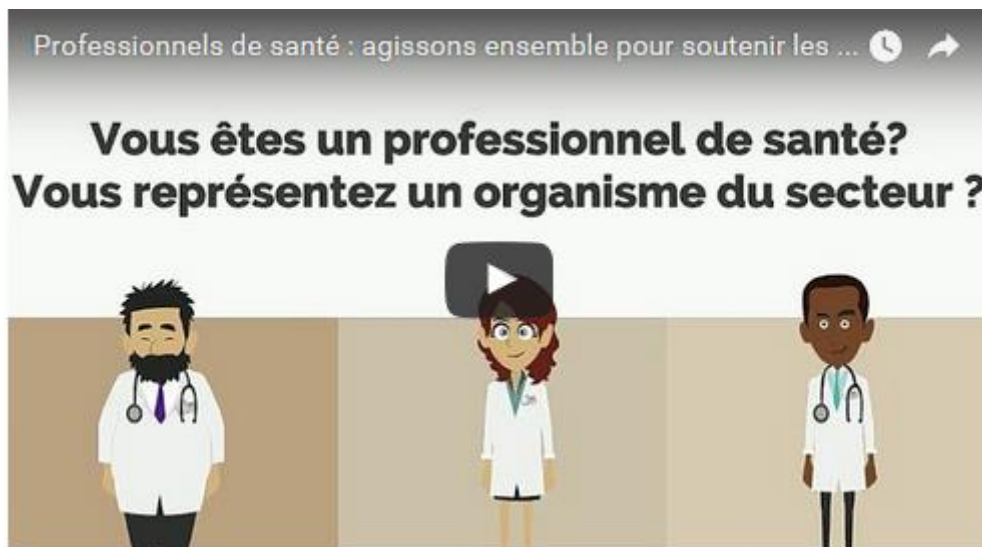 Professionnels de santé : agissons ensemble pour soutenir les ...
Vous êtes un professionnel de santé?
Vous représentez un organisme du secteur ?